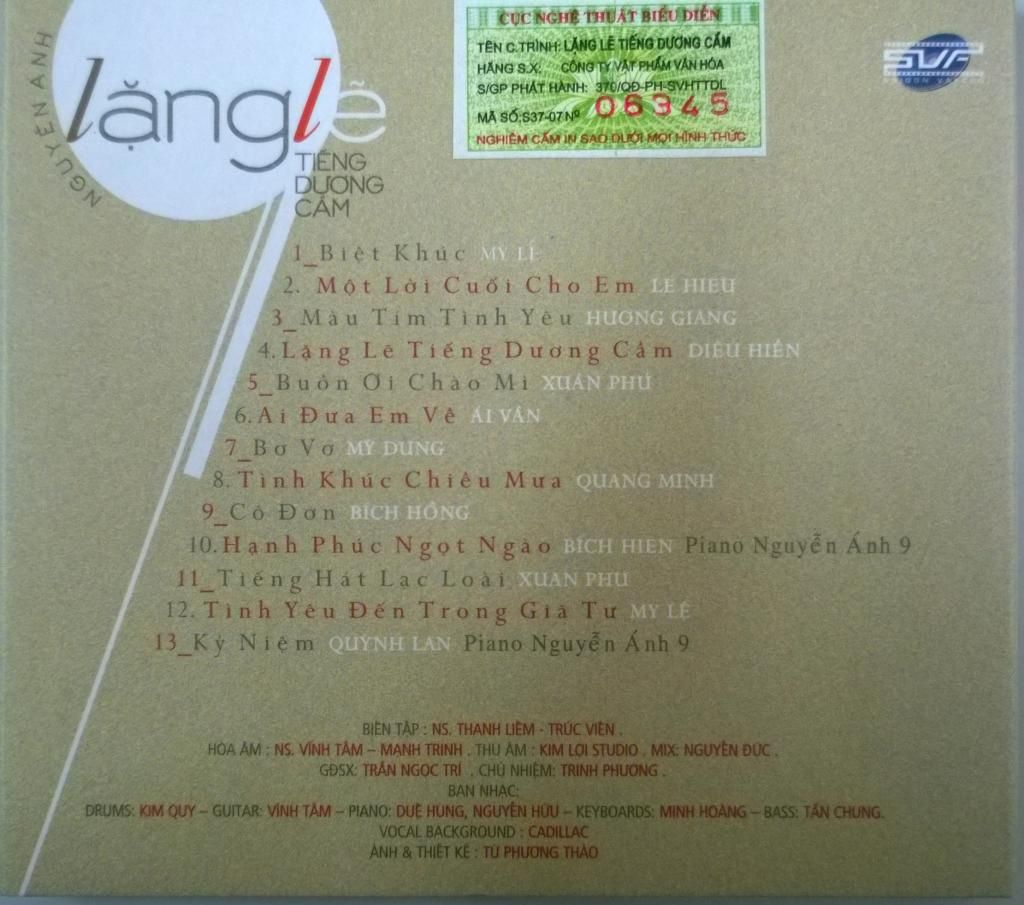 NGUYỄN ÁNH
lặng lẽ
TIẾNG
DƯƠNG
CẦM
CỤC NGHỆ THUẬT BIỂU DIỄN
TÊN C.TRÌNH: LẶNG LẼ TIẾNG DƯƠNG CẦM
HÃNG S.X: CÔNG TY VẬT PHẨM VĂN HÓA
S/GP PHÁT HÀNH: 370/QĐ-PH-SVHTTDL
MÃ SỐ:S37-07 Nº 06345
NGHIÊM CẤM IN SAO DƯỚI MỌI HÌNH THỨC
9
1_Biệt Khúc MỸ LỆ
2. Một Lời Cuối Cho Em LÊ HIẾU
3_Màu Tím Tình Yêu HƯƠNG GIANG
4.Lặng Lẽ Tiếng Dương Cầm DIỆU HIỀN
5_Buồn Ơi Chào Mi XUÂN PHÚ
6.Ai Đưa Em Về ÁI VÂN
7_Bơ Vơ MỸ DUNG
8.Tình Khúc Chiều Mưa QUANG MINH
9_Cô Đơn BÍCH HỒNG
10.Hạnh Phúc Ngọt Ngào BÍCH HIỀN Piano Nguyễn Ánh 9
11_Tiếng Hát Lạc Loài XUÂN PHÚ
12.Tình Yêu Đến Trong Giã Từ MỸ LỆ
13_Kỷ Niệm QUỲNH LAN Piano Nguyễn Ánh 9
BIÊN TẬP : NS. THANH LIÊM - TRÚC VIÊN .
HÒA ÂM : NS. VĨNH TÂM – MẠNH TRINH . THU ÂM : KIM LỢI STUDIO . MIX: NGUYÊN ĐỨC .
GĐSX: TRẦN NGỌC TRÍ . CHỦ NHIỆM: TRINH PHƯƠNG .
BAN NHẠC:
DRUMS: KIM QUY – GUITAR: VĨNH TÂM – PIANO: DUỆ HÙNG, NGUYỄN HỮU – KEYBOARDS: MINH HOÀNG – BASS: TẤN CHUNG.
VOCAL BACKGROUND : CADILLAC
ẢNH & THIẾT KẾ : TỪ PHƯƠNG THẢO